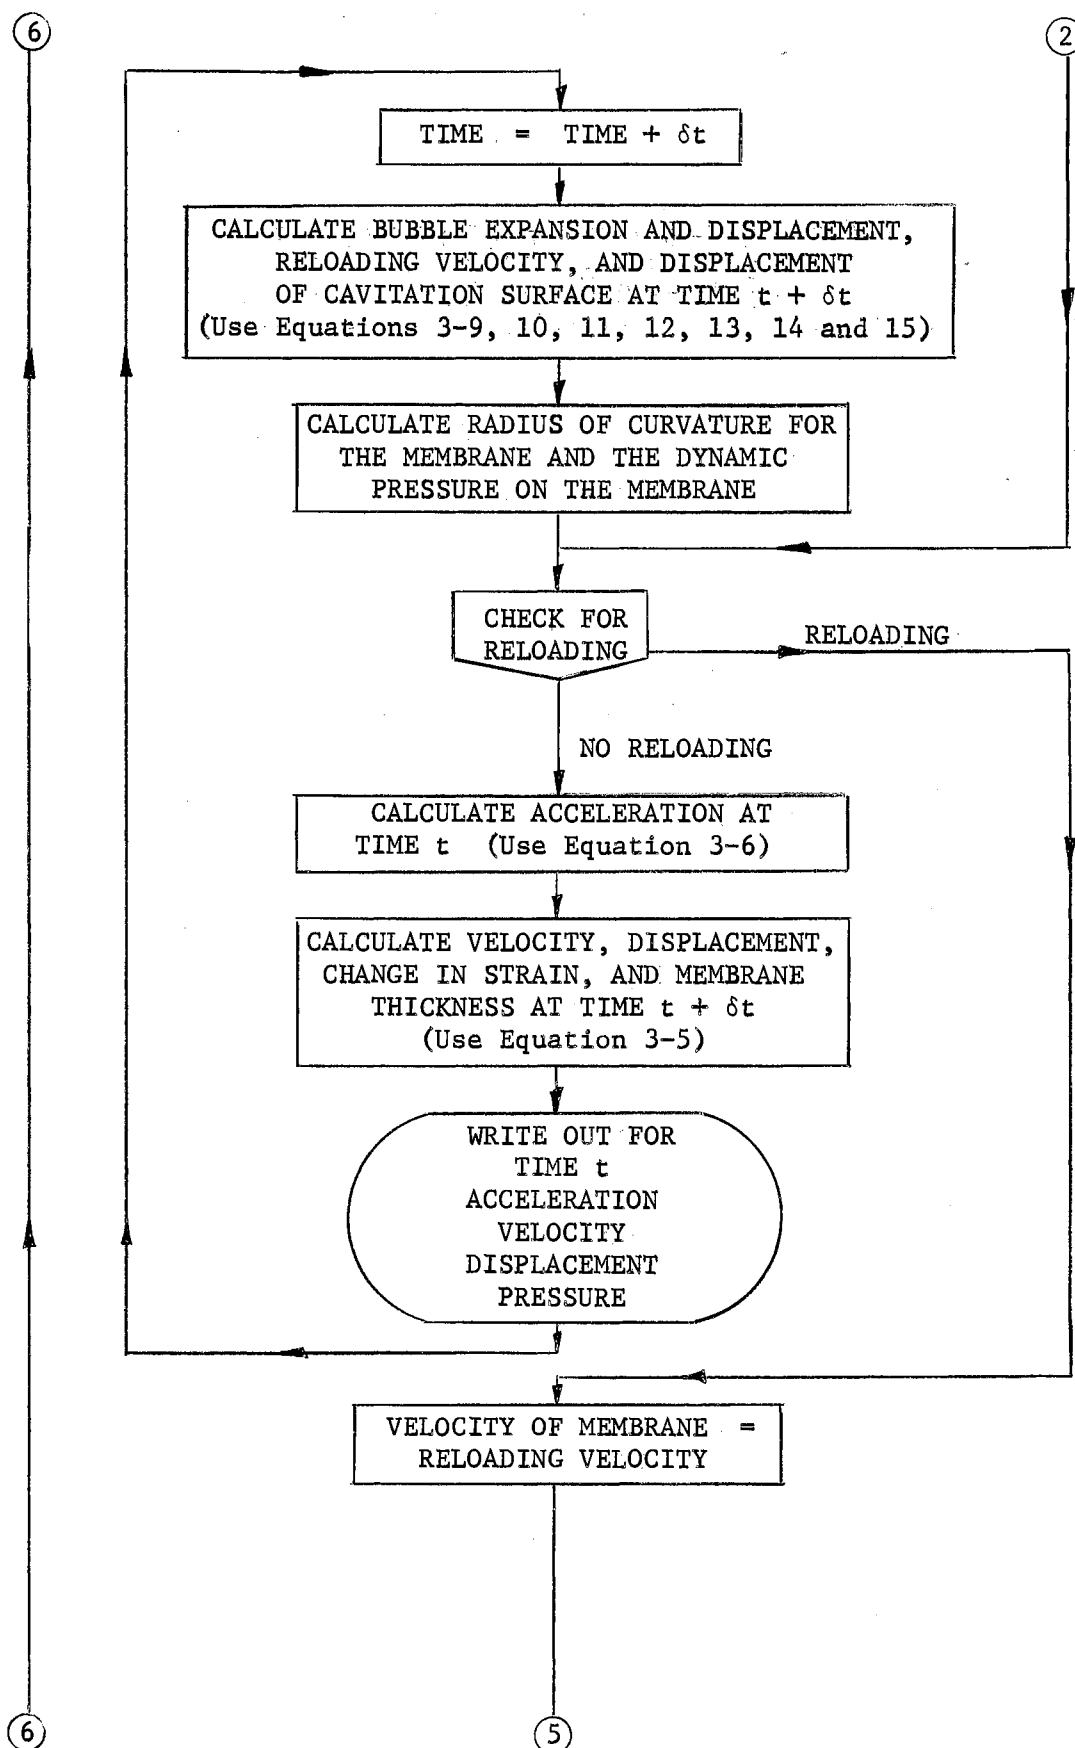 6
2
TIME = TIME + δt
CALCULATE BUBBLE EXPANSION AND DISPLACEMENT,
RELOADING VELOCITY, AND DISPLACEMENT
OF CAVITATION SURFACE AT TIME t + δt
(Use Equations 3-9, 10, 11, 12, 13, 14 and 15)
CALCULATE RADIUS OF CURVATURE FOR
THE MEMBRANE AND THE DYNAMIC
PRESSURE ON THE MEMBRANE
CHECK FOR
RELOADING
RELOADING
NO RELOADING
CALCULATE ACCELERATION AT
TIME t (Use Equation 3-6)
CALCULATE VELOCITY, DISPLACEMENT,
CHANGE IN STRAIN, AND MEMBRANE
THICKNESS AT TIME t + δt
(Use Equation 3-5)
WRITE OUT FOR
TIME t
ACCELERATION
VELOCITY
DISPLACEMENT
PRESSURE
VELOCITY OF MEMBRANE =
RELOADING VELOCITY
6
5